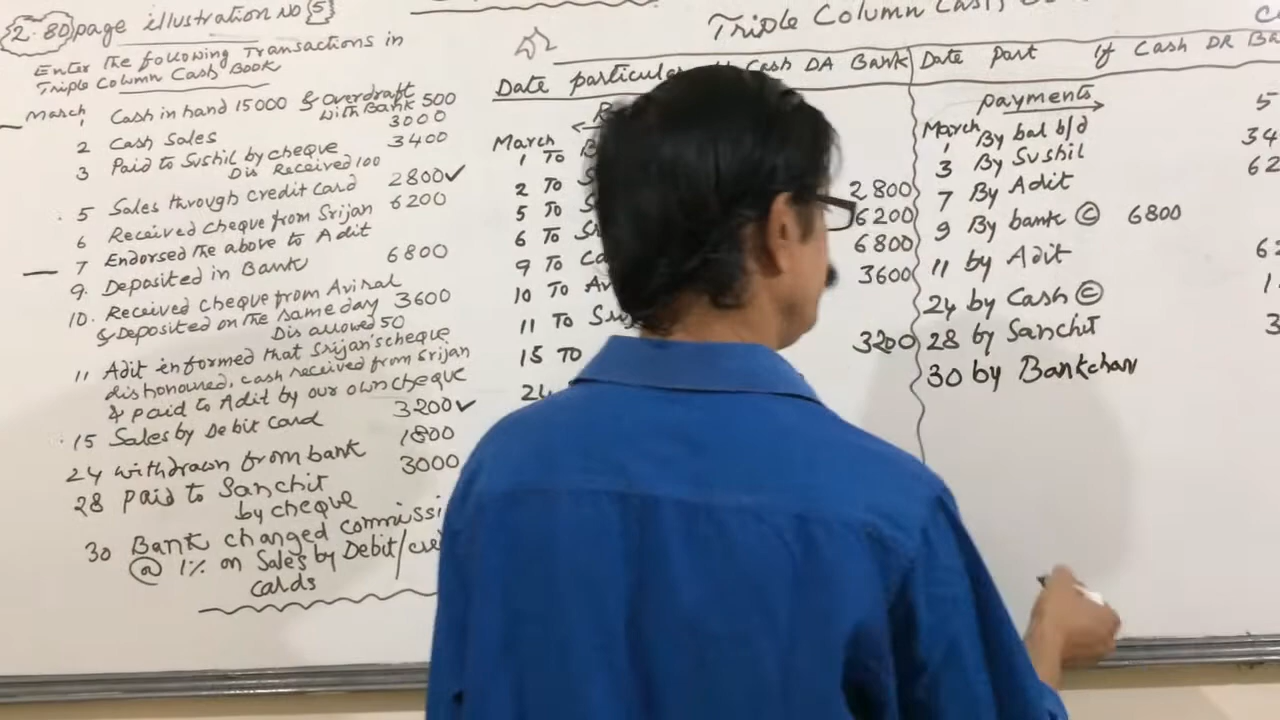 2.80 page illustration No (5)
Enter the following Transactions in
Triple Column Cash Book
March
1 Cash in hand 15000 & Overdraft
with Bank 500
2 Cash Sales 3000
3 Paid to Sushil by cheque 3400
Dis Received 100
5 Sales through credit card 2800✓
6 Received cheque from Srijan 6200
7 Endorsed the above to Adit
9. Deposited in Bank 6800
10. Received cheque from Aviral
& Deposited on the same day 3600
Dis allowed 50
11 Adit informed that Srijan's cheque
dishonoured, cash received from Srijan
& paid to Adit by our own cheque
15 Sales by Debit card 3200✓
24 withdrawn from bank 1800
28 paid to Sanchit 3000
by cheque
30 Bank changed commissi
@ 1% on Sales by Debit/cre
cards
Triple Column Cash
Date particular Cash DA Bank
March
1 To
2 To 2800
5 To 6200
6 To 6800
9 To 3600
10 To
11 To
15 To 3200
24
Date Part lf Cash DR Ba
payments
March
1 By bal b/d 5
3 By Sushil 34
7 By Adit 62
9 By bank © 6800
11 by Adit 62
24 by Cash © 1
28 by Sanchit 3
30 by Bankchar